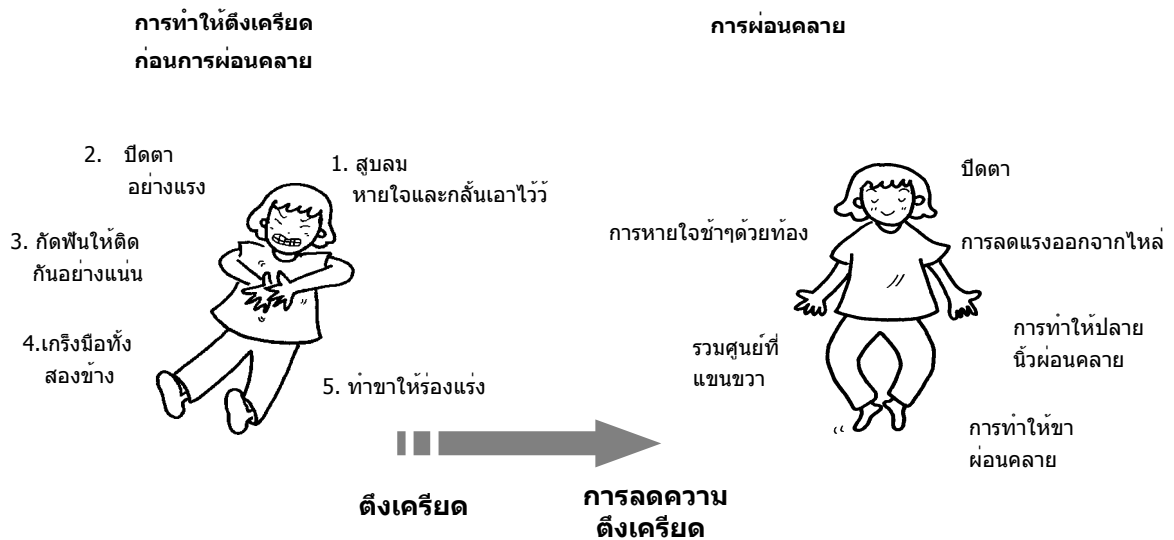 การทำให้ตึงเครียด
ก่อนการผ่อนคลาย
การผ่อนคลาย
1. สูบลม
หายใจและกลั้นเอาไว้ว้
2. ปิดตา
อย่างแรง
3. กัดฟันให้ติด
กันอย่างแน่น
4.เกร็งมือทั้ง
สองข้าง
5. ทำขาให้ร่องแร่ง
ตึงเครียด
การลดความ
ตึงเครียด
ปิดตา
การหายใจช้าๆด้วยท้อง
การลดแรงออกจากไหล่
รวมศูนย์ที่
แขนขวา
การทำให้ปลาย
นิ้วผ่อนคลาย
การทำให้ขา
ผ่อนคลาย